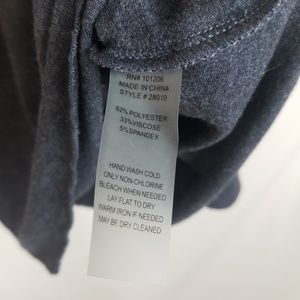 RN# 101206
MADE IN CHINA
STYLE # 28019
62% POLYESTER
33%VISCOSE
5%SPANDEX
HAND WASH COLD
ONLY NON-CHLORINE
BLEACH WHEN NEEDED
LAY FLAT TO DRY
WARM IRON IF NEEDED
MAY BE DRY CLEANED